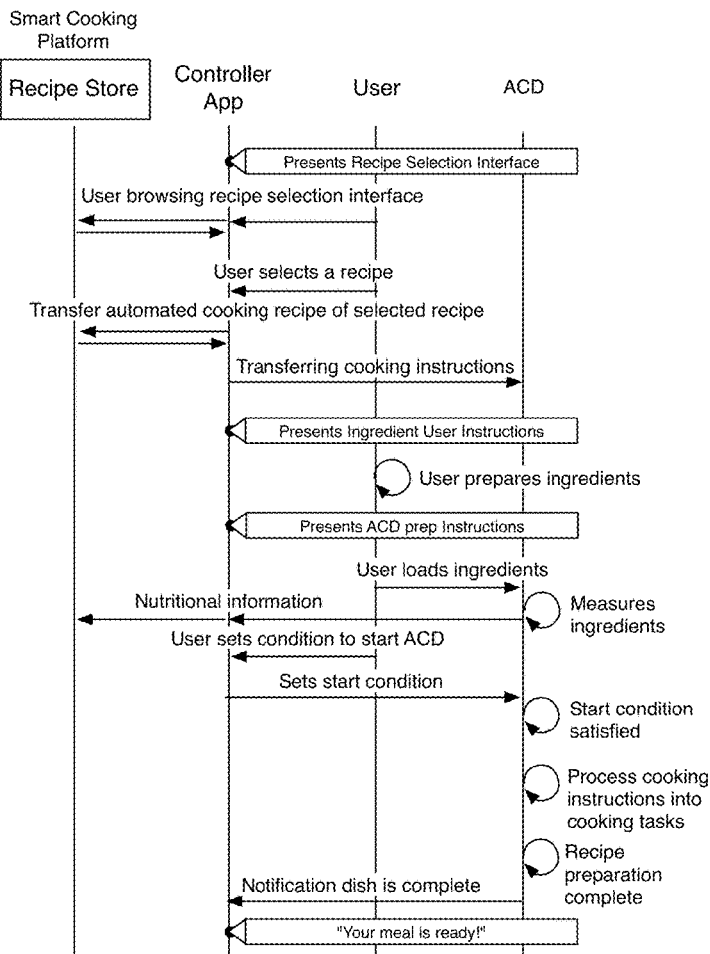 Smart Cooking
Platform
Recipe Store
Controller
App
User
ACD
Presents Recipe Selection Interface
User browsing recipe selection interface
User selects a recipe
Transfer automated cooking recipe of selected recipe
Transferring cooking instructions
Presents Ingredient User Instructions
User prepares ingredients
Presents ACD prep Instructions
User loads ingredients
Nutritional information
Measures
ingredients
User sets condition to start ACD
Sets start condition
Start condition
satisfied
Process cooking
instructions into
cooking tasks
Recipe
preparation
complete
Notification dish is complete
"Your meal is ready!"